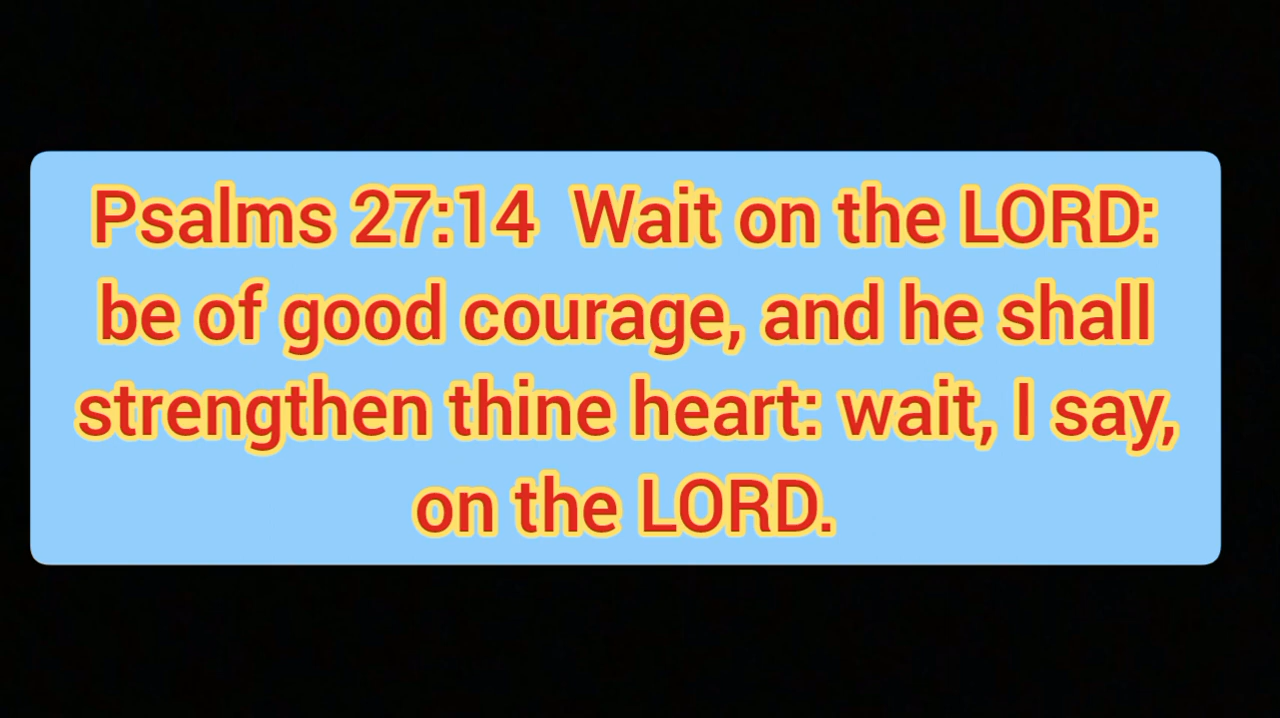 Psalms 27:14  Wait on the LORD:
be of good courage, and he shall
strengthen thine heart: wait, I say,
on the LORD.